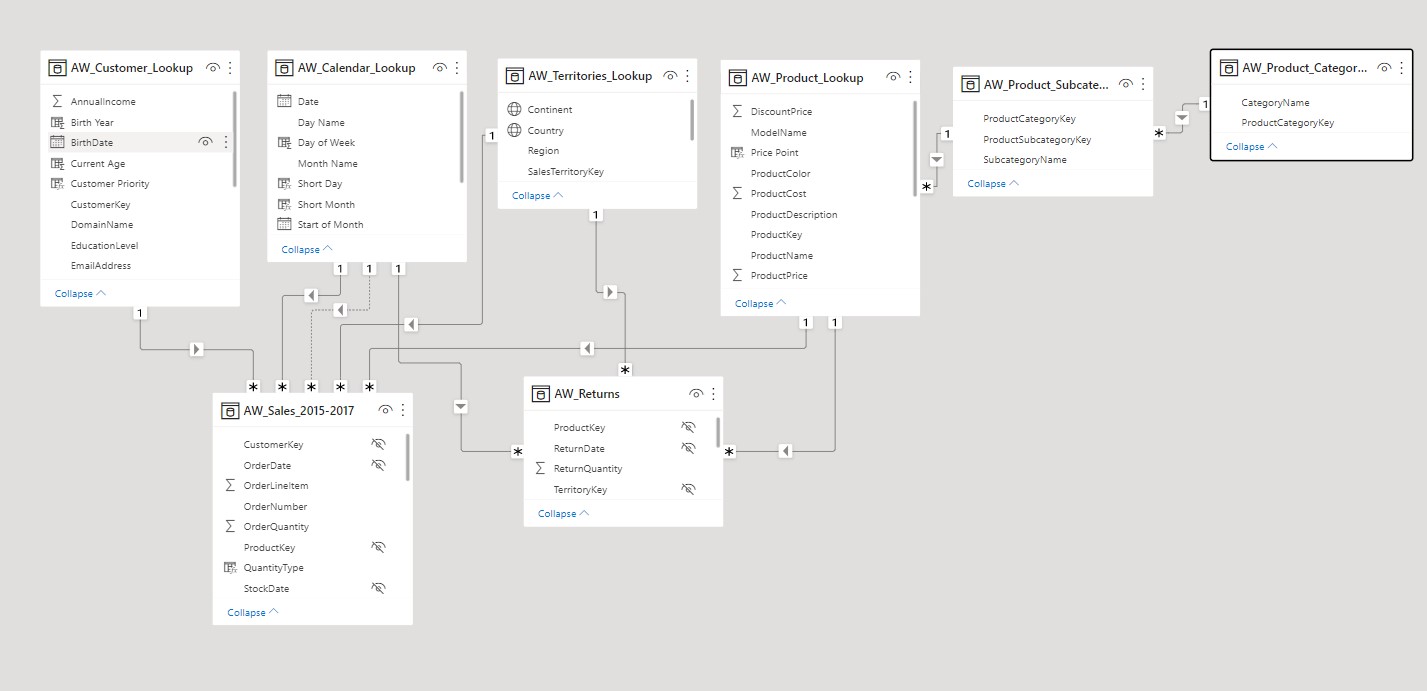 AW_Customer_Lookup
AnnualIncome
Birth Year
BirthDate
Current Age
Customer Priority
CustomerKey
DomainName
EducationLevel
EmailAddress
Collapse
1
AW_Calendar_Lookup
Date
Day Name
Day of Week
Month Name
Short Day
Short Month
Start of Month
Collapse
1 1 1
AW_Territories_Lookup
Continent
Country
Region
SalesTerritoryKey
Collapse
1
1
AW_Product_Lookup
DiscountPrice
ModelName
Price Point
ProductColor
ProductCost
ProductDescription
ProductKey
ProductName
ProductPrice
Collapse
1 1
*
1
AW_Product_Subcate...
ProductCategoryKey
ProductSubcategoryKey
SubcategoryName
Collapse
*
1
AW_Product_Categor...
CategoryName
ProductCategoryKey
Collapse
* * * * *
AW_Sales_2015-2017
CustomerKey
OrderDate
OrderLineItem
OrderNumber
OrderQuantity
ProductKey
QuantityType
StockDate
Collapse
*
*
AW_Returns
ProductKey
ReturnDate
ReturnQuantity
TerritoryKey
Collapse
*